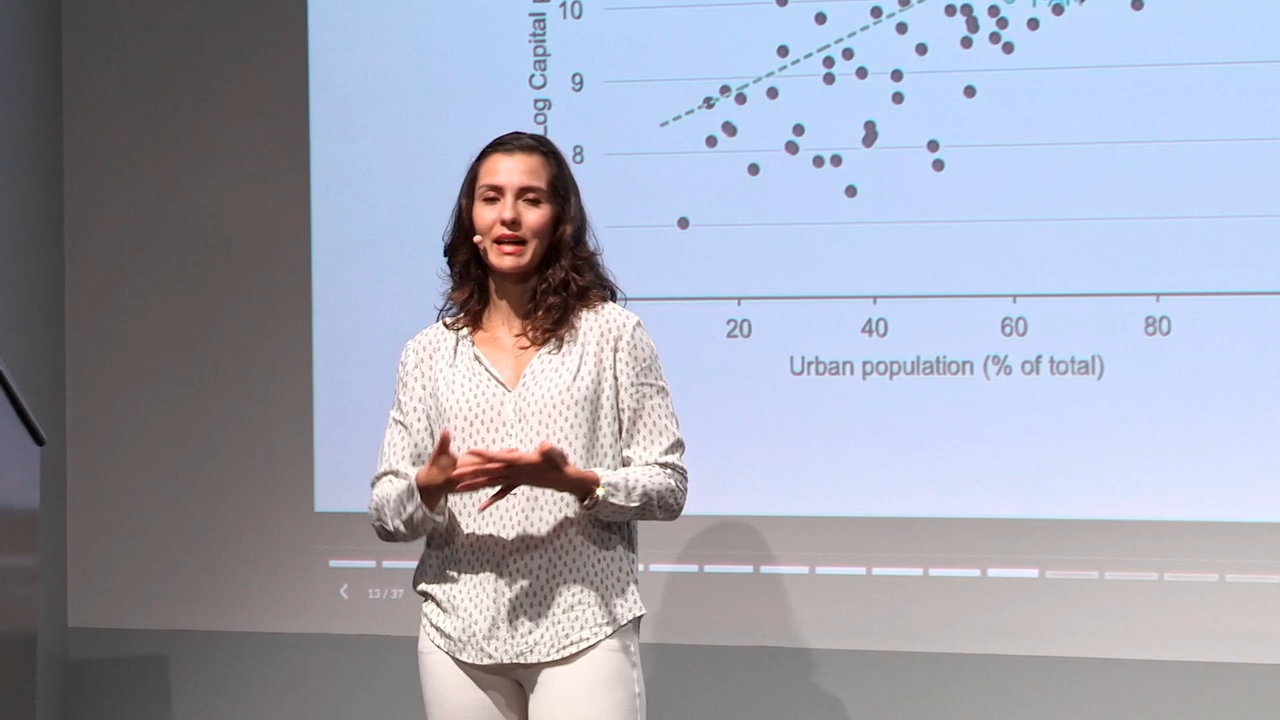 10
Log Capital
9
8
20 40 60 80
Urban population (% of total)
13 / 37